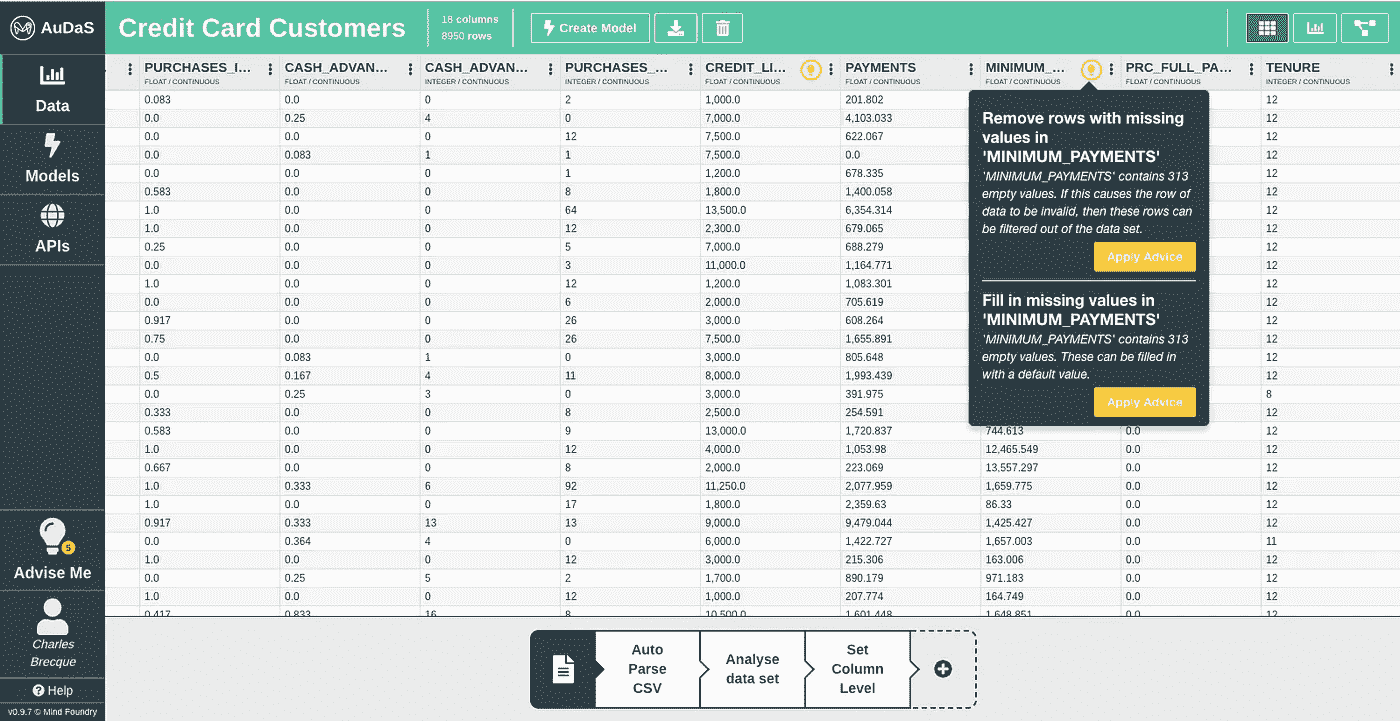 AuDaS
Credit Card Customers
18 columns
8950 rows
Create Model
Data
Models
APIs
Advise Me
5
Charles
Brecque
Help
v0.9.7 © Mind Foundry
PURCHASES_I... CASH_ADVAN... CASH_ADVAN... PURCHASES_... CREDIT_LI... PAYMENTS MINIMUM_... PRC_FULL_PA... TENURE
FLOAT / CONTINUOUS FLOAT / CONTINUOUS INTEGER / CONTINUOUS INTEGER / CONTINUOUS FLOAT / CONTINUOUS FLOAT / CONTINUOUS FLOAT / CONTINUOUS FLOAT / CONTINUOUS INTEGER / CONTINUOUS
0.083 0.0 0 2 1,000.0 201.802 12
0.0 0.25 4 0 7,000.0 4,103.033 12
0.0 0.0 0 12 7,500.0 622.067 12
0.0 0.083 1 1 7,500.0 0.0 12
0.0 0.0 0 1 1,200.0 678.335 12
0.583 0.0 0 8 1,800.0 1,400.058 12
1.0 0.0 0 64 13,500.0 6,354.314 12
1.0 0.0 0 12 2,300.0 679.065 12
0.25 0.0 0 5 7,000.0 688.279 12
0.0 0.0 0 3 11,000.0 1,164.771 12
1.0 0.0 0 12 1,200.0 1,083.301 12
0.0 0.0 0 6 2,000.0 705.619 12
0.917 0.0 0 26 3,000.0 608.264 12
0.75 0.0 0 26 7,500.0 1,655.891 12
0.0 0.083 1 0 3,000.0 805.648 12
0.5 0.167 4 11 8,000.0 1,993.439 12
0.0 0.25 3 0 3,000.0 391.975 8
0.333 0.0 0 8 2,500.0 254.591 12
0.583 0.0 0 9 13,000.0 1,720.837 744.613 0.0 12
1.0 0.0 0 12 4,000.0 1,053.98 12,465.549 0.0 12
0.667 0.0 0 8 2,000.0 223.069 13,557.297 0.0 12
1.0 0.333 6 92 11,250.0 2,077.959 1,659.775 0.0 12
1.0 0.0 0 17 1,800.0 2,359.63 86.33 0.0 12
0.917 0.333 13 13 9,000.0 9,479.044 1,425.427 0.0 12
0.0 0.364 4 0 6,000.0 1,422.727 1,657.003 0.0 11
1.0 0.0 0 12 3,000.0 215.306 163.006 0.0 12
0.0 0.25 5 2 1,700.0 890.179 971.183 0.0 12
1.0 0.0 0 12 1,000.0 207.774 164.749 0.0 12
0.417 0.833 16 8 10,500.0 1,601.448 1,648.851 0.0 12
Remove rows with missing
values in
'MINIMUM_PAYMENTS'
'MINIMUM_PAYMENTS' contains 313
empty values. If this causes the row of
data to be invalid, then these rows can
be filtered out of the data set.
Apply Advice
Fill in missing values in
'MINIMUM_PAYMENTS'
'MINIMUM_PAYMENTS' contains 313
empty values. These can be filled in
with a default value.
Apply Advice
Auto
Parse
CSV
Analyse
data set
Set
Column
Level